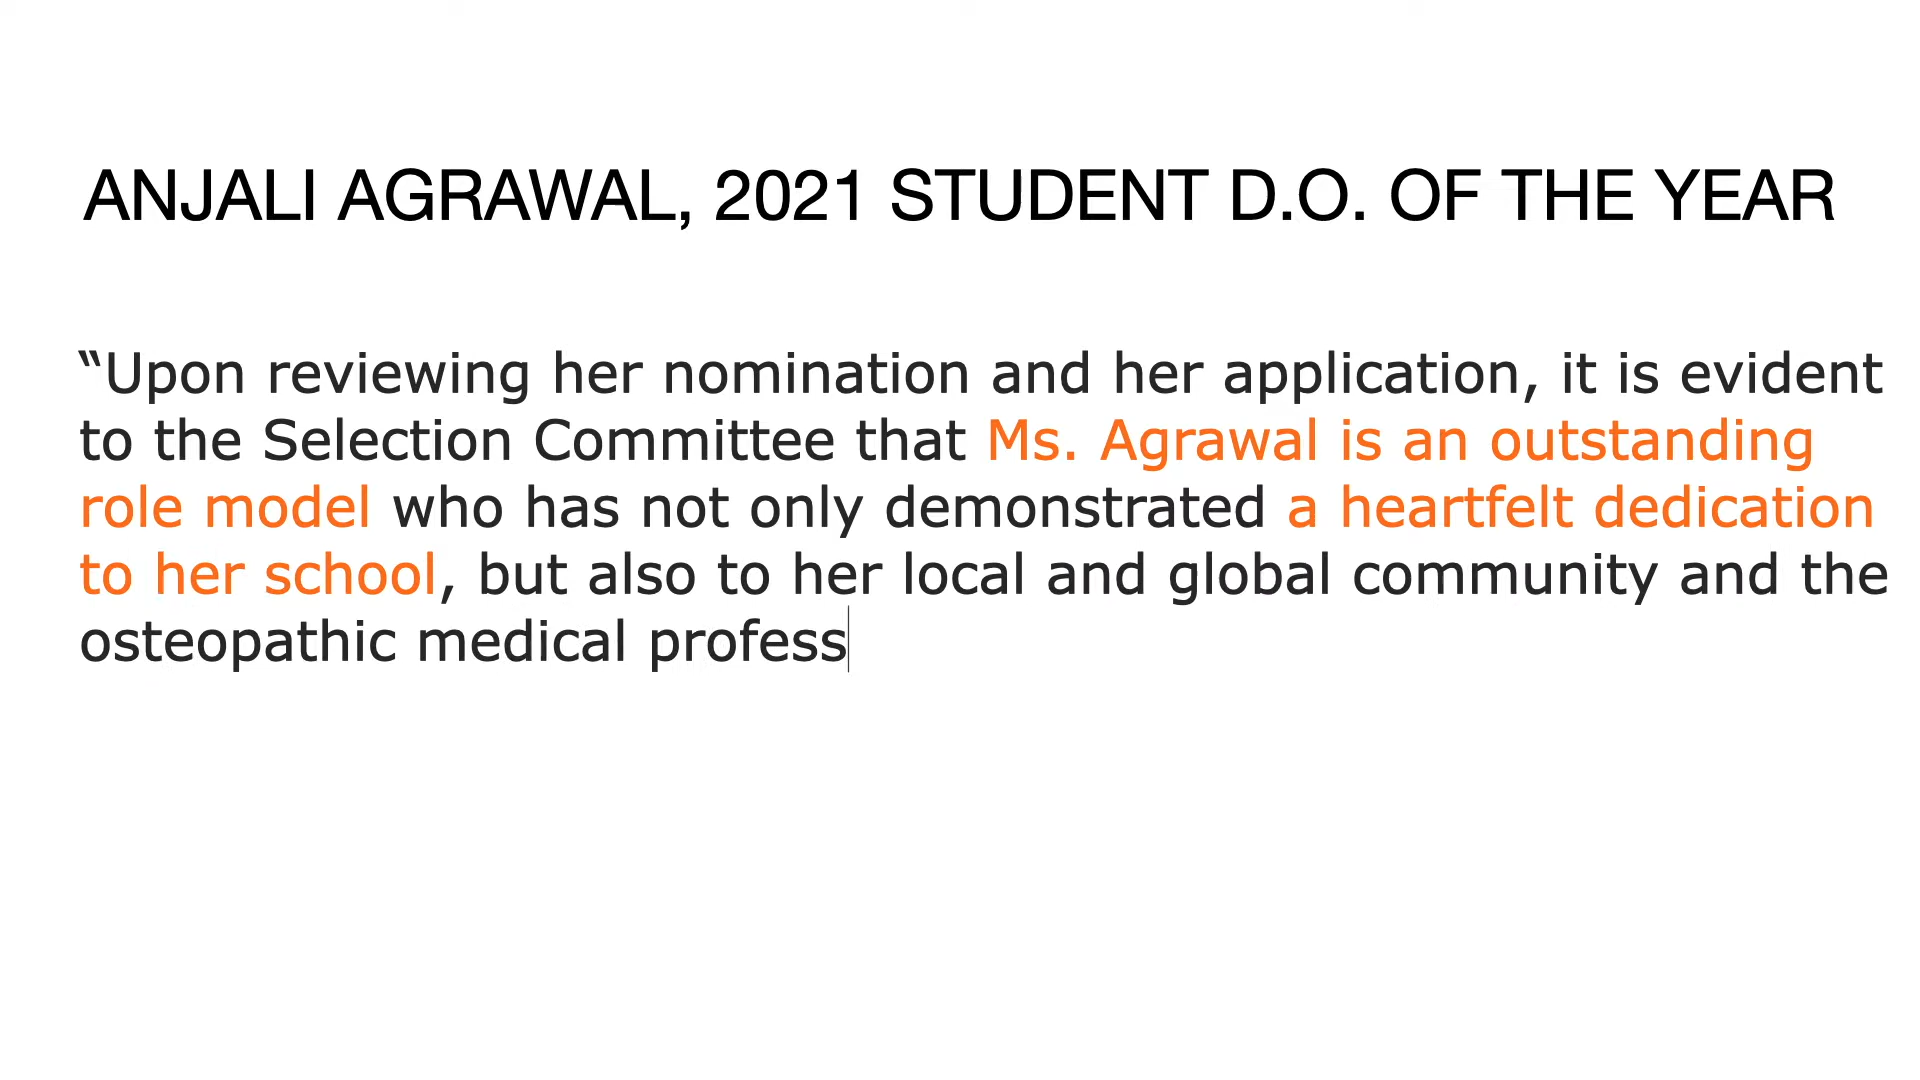 ANJALI AGRAWAL, 2021 STUDENT D.O. OF THE YEAR
“Upon reviewing her nomination and her application, it is evident
to the Selection Committee that Ms. Agrawal is an outstanding
role model who has not only demonstrated a heartfelt dedication
to her school, but also to her local and global community and the
osteopathic medical profess